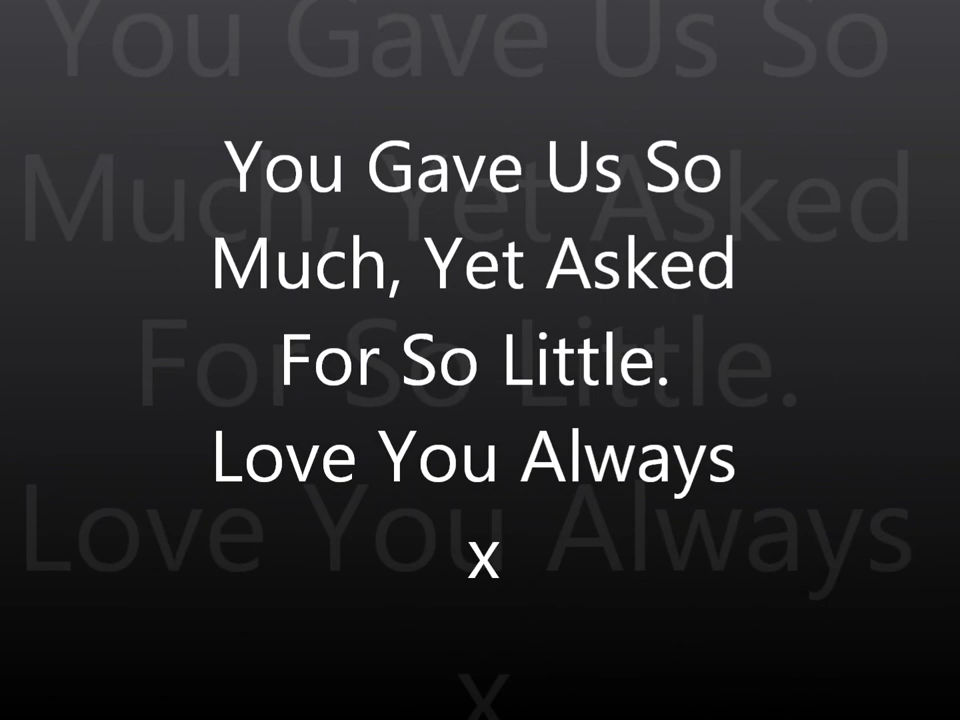 You Gave Us So
Much, Yet Asked
For So Little.
Love You Always
x